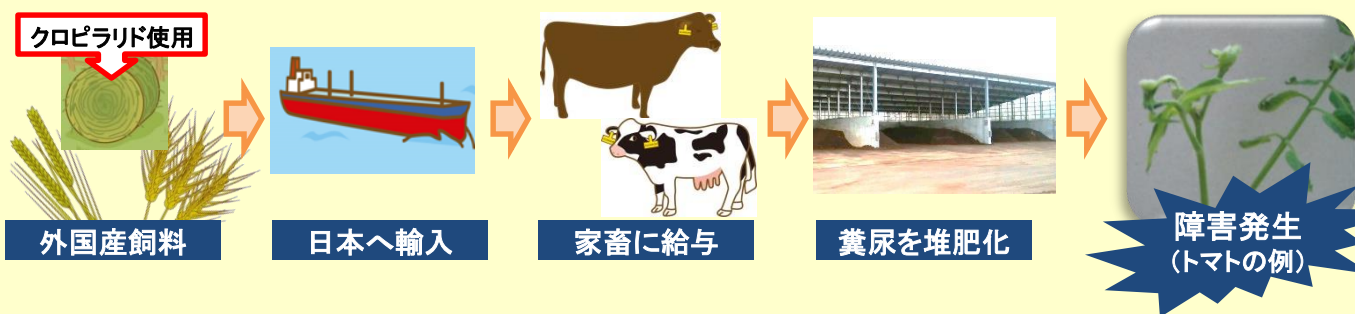 クロピラリド使用
外国産飼料
日本へ輸入
家畜に給与
糞尿を堆肥化
障害発生
（トマトの例）